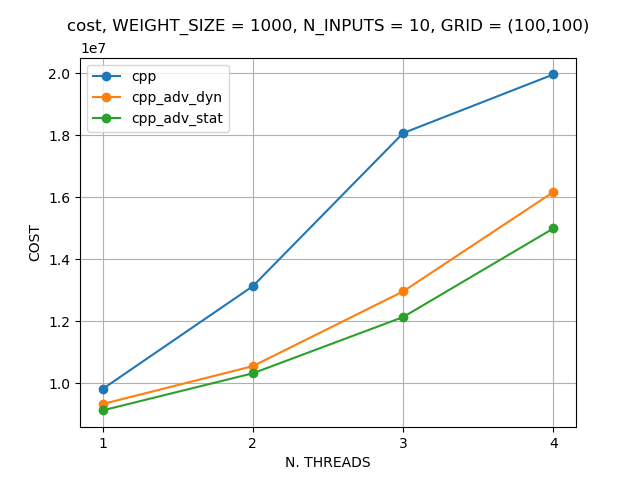 cost, WEIGHT_SIZE = 1000, N_INPUTS = 10, GRID = (100,100)
1e7
2.0
1.8
1.6
1.4
1.2
1.0
COST
cpp
cpp_adv_dyn
cpp_adv_stat
1 2 3 4
N. THREADS